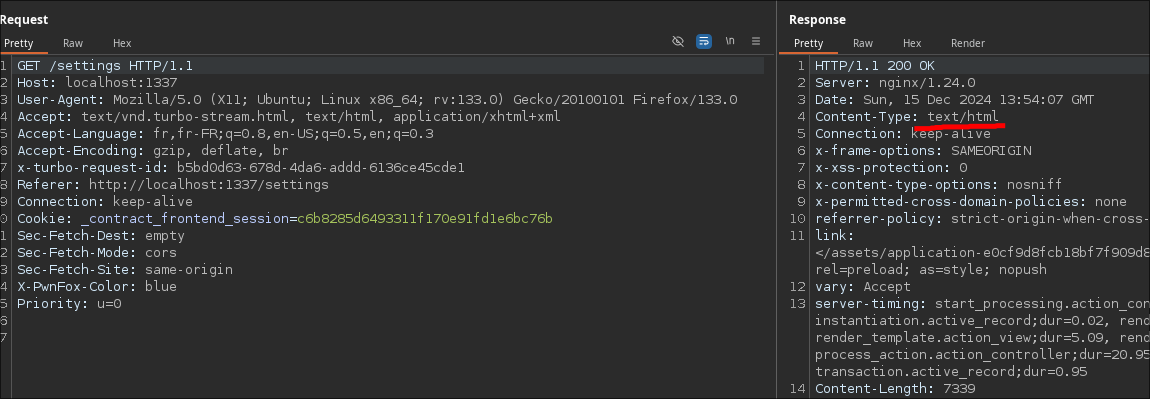 Request
Pretty Raw Hex
\n
1 GET /settings HTTP/1.1
2 Host: localhost:1337
3 User-Agent: Mozilla/5.0 (X11; Ubuntu; Linux x86_64; rv:133.0) Gecko/20100101 Firefox/133.0
4 Accept: text/vnd.turbo-stream.html, text/html, application/xhtml+xml
5 Accept-Language: fr,fr-FR;q=0.8,en-US;q=0.5,en;q=0.3
6 Accept-Encoding: gzip, deflate, br
7 x-turbo-request-id: b5bd0d63-678d-4da6-addd-6136ce45cde1
8 Referer: http://localhost:1337/settings
9 Connection: keep-alive
0 Cookie: _contract_frontend_session=c6b8285d6493311f170e91fd1e6bc76b
1 Sec-Fetch-Dest: empty
2 Sec-Fetch-Mode: cors
3 Sec-Fetch-Site: same-origin
4 X-PwnFox-Color: blue
5 Priority: u=0
6
7
Response
Pretty Raw Hex Render
1 HTTP/1.1 200 OK
2 Server: nginx/1.24.0
3 Date: Sun, 15 Dec 2024 13:54:07 GMT
4 Content-Type: text/html
5 Connection: keep-alive
6 x-frame-options: SAMEORIGIN
7 x-xss-protection: 0
8 x-content-type-options: nosniff
9 x-permitted-cross-domain-policies: none
10 referrer-policy: strict-origin-when-cross-
11 link:
</assets/application-e0cf9d8fcb18bf7f909d8
rel=preload; as=style; nopush
12 vary: Accept
13 server-timing: start_processing.action_con
instantiation.active_record;dur=0.02, rend
render_template.action_view;dur=5.09, rend
process_action.action_controller;dur=20.95
transaction.active_record;dur=0.95
14 Content-Length: 7339